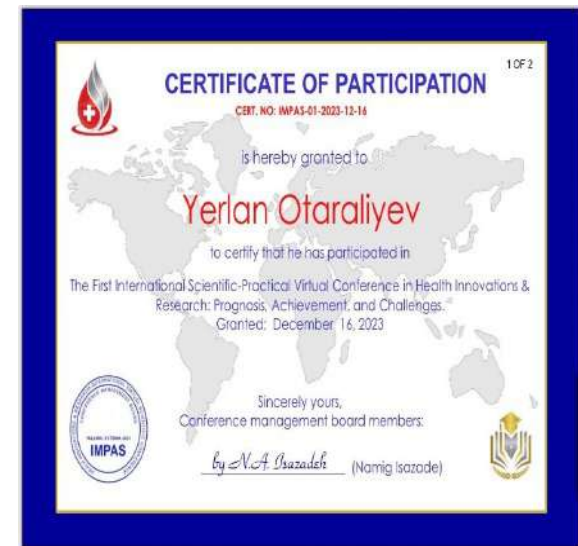 1 OF 2
CERTIFICATE OF PARTICIPATION
CERT. NO: IMPAS-01-2023-12-16
is hereby granted to
Yerlan Otaraliyev
to certify that he has participated in
The First International Scientific-Practical Virtual Conference in Health Innovations &
Research: Prognosis, Achievement, and Challenges.
Granted: December 16, 2023
Sincerely yours,
Conference management board members:
by N.A. Isazadeh (Namig Isazade)
IMPAS